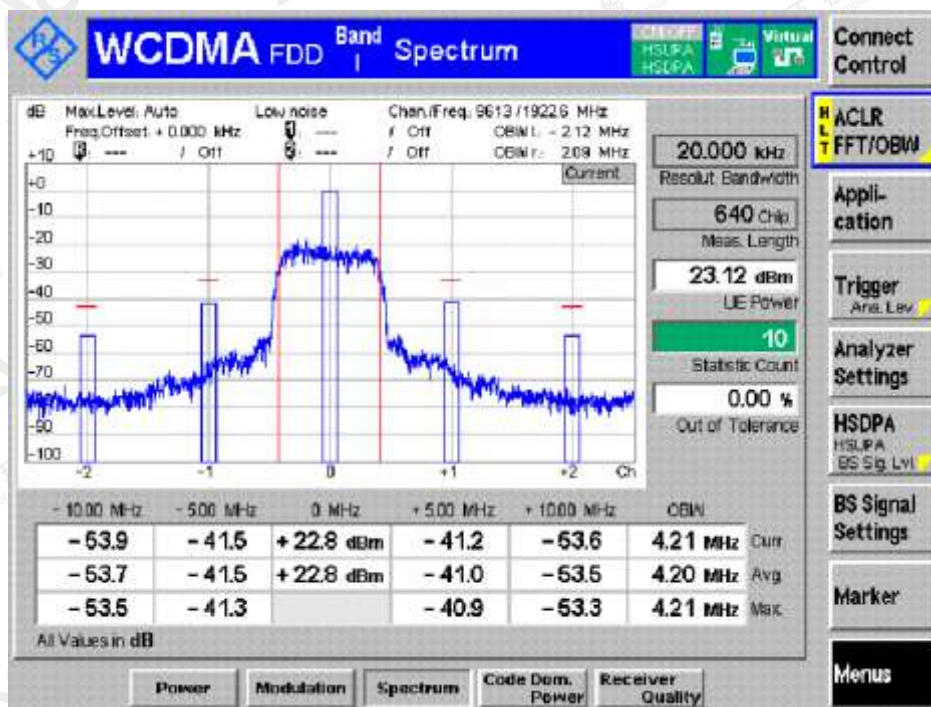 WCDMA FDD Band I Spectrum
HSUPA
HSDPA
Virtual
Connect Control
dB Max.Level: Auto Low noise Chan./Freq.: 9613 / 1922.6 MHz
Freq.Offset: + 0.000 kHz --- / Off OBW l.: - 2.12 MHz
--- / Off --- / Off OBW r.: 2.09 MHz
Current
+10
+0
-10
-20
-30
-40
-50
-60
-70
-90
-100
-2 -1 0 +1 +2 Ch
20.000 kHz
Resolut. Bandwidth
640 Chip
Meas. Length
23.12 dBm
UE Power
10
Statistic Count
0.00 %
Out of Tolerance
- 10.00 MHz - 5.00 MHz 0 MHz + 5.00 MHz + 10.00 MHz OBW
- 53.9 - 41.5 + 22.8 dBm - 41.2 - 53.6 4.21 MHz Curr.
- 53.7 - 41.5 + 22.8 dBm - 41.0 - 53.5 4.20 MHz Avg.
- 53.5 - 41.3 - 40.9 - 53.3 4.21 MHz Max.
All Values in dB
HLT
ACLR
FFT/OBW
Appli-
cation
Trigger
Ana. Lev.
Analyzer
Settings
HSDPA
HSUPA
BS Sig. Lvl.
BS Signal
Settings
Marker
Menus
Power
Modulation
Spectrum
Code Dom.
Power
Receiver
Quality